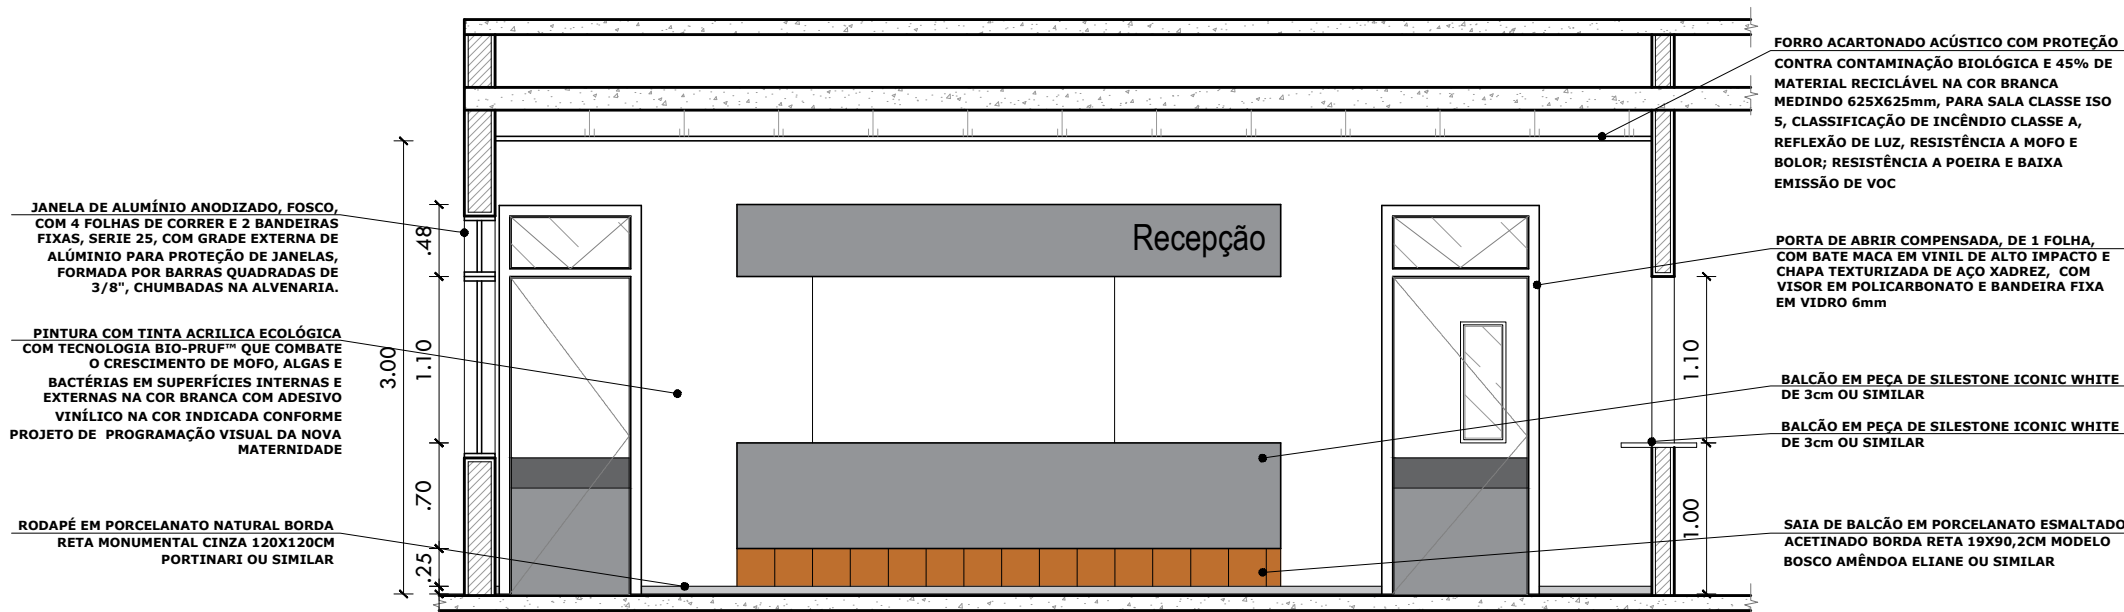 JANELA DE ALUMÍNIO ANODIZADO, FOSCO,
COM 4 FOLHAS DE CORRER E 2 BANDEIRAS
FIXAS, SERIE 25, COM GRADE EXTERNA DE
ALÚMINIO PARA PROTEÇÃO DE JANELAS,
FORMADA POR BARRAS QUADRADAS DE
3/8", CHUMBADAS NA ALVENARIA.
PINTURA COM TINTA ACRILICA ECOLÓGICA
COM TECNOLOGIA BIO-PRUF™ QUE COMBATE
O CRESCIMENTO DE MOFO, ALGAS E
BACTÉRIAS EM SUPERFÍCIES INTERNAS E
EXTERNAS NA COR BRANCA COM ADESIVO
VINÍLICO NA COR INDICADA CONFORME
PROJETO DE PROGRAMAÇÃO VISUAL DA NOVA
MATERNIDADE
RODAPÉ EM PORCELANATO NATURAL BORDA
RETA MONUMENTAL CINZA 120X120CM
PORTINARI OU SIMILAR
3.00
.48
1.10
.70
.25
Recepção
1.10
1.00
FORRO ACARTONADO ACÚSTICO COM PROTEÇÃO
CONTRA CONTAMINAÇÃO BIOLÓGICA E 45% DE
MATERIAL RECICLÁVEL NA COR BRANCA
MEDINDO 625X625mm, PARA SALA CLASSE ISO
5, CLASSIFICAÇÃO DE INCÊNDIO CLASSE A,
REFLEXÃO DE LUZ, RESISTÊNCIA A MOFO E
BOLOR; RESISTÊNCIA A POEIRA E BAIXA
EMISSÃO DE VOC
PORTA DE ABRIR COMPENSADA, DE 1 FOLHA,
COM BATE MACA EM VINIL DE ALTO IMPACTO E
CHAPA TEXTURIZADA DE AÇO XADREZ, COM
VISOR EM POLICARBONATO E BANDEIRA FIXA
EM VIDRO 6mm
BALCÃO EM PEÇA DE SILESTONE ICONIC WHITE
DE 3cm OU SIMILAR
BALCÃO EM PEÇA DE SILESTONE ICONIC WHITE
DE 3cm OU SIMILAR
SAIA DE BALCÃO EM PORCELANATO ESMALTADO
ACETINADO BORDA RETA 19X90,2CM MODELO
BOSCO AMÊNDOA ELIANE OU SIMILAR